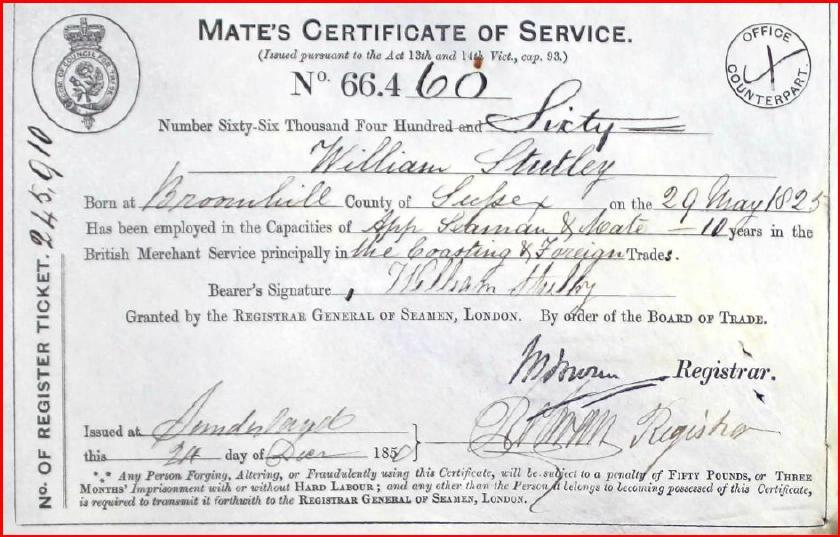 MATE'S CERTIFICATE OF SERVICE.
(Issued pursuant to the Act 13th and 14th Vict., cap. 93.)
OFFICE
COUNTERPART.
No. 66.460
Number Sixty-Six Thousand Four Hundred and Sixty
William Stutley
Born at Broomhill County of Sussex on the 29 May 1825
Has been employed in the Capacities of App Seaman & Mate - 10 years in the
British Merchant Service principally in the Coasting & Foreign Trades.
Bearer's Signature William Stutley
Granted by the REGISTRAR GENERAL OF SEAMEN, LONDON. By order of the BOARD OF TRADE.
Registrar.
Issued at Sunderland
Registrar
this 24 day of Decr 1850
*** Any Person Forging, Altering, or Fraudulently using this Certificate, will be subject to a penalty of FIFTY POUNDS, or THREE
MONTHS' Imprisonment with or without HARD LABOUR; and any other than the Person it belongs to becoming possessed of this Certificate,
is required to transmit it forthwith to the REGISTRAR GENERAL OF SEAMEN, LONDON.
No. OF REGISTER TICKET. 245,910